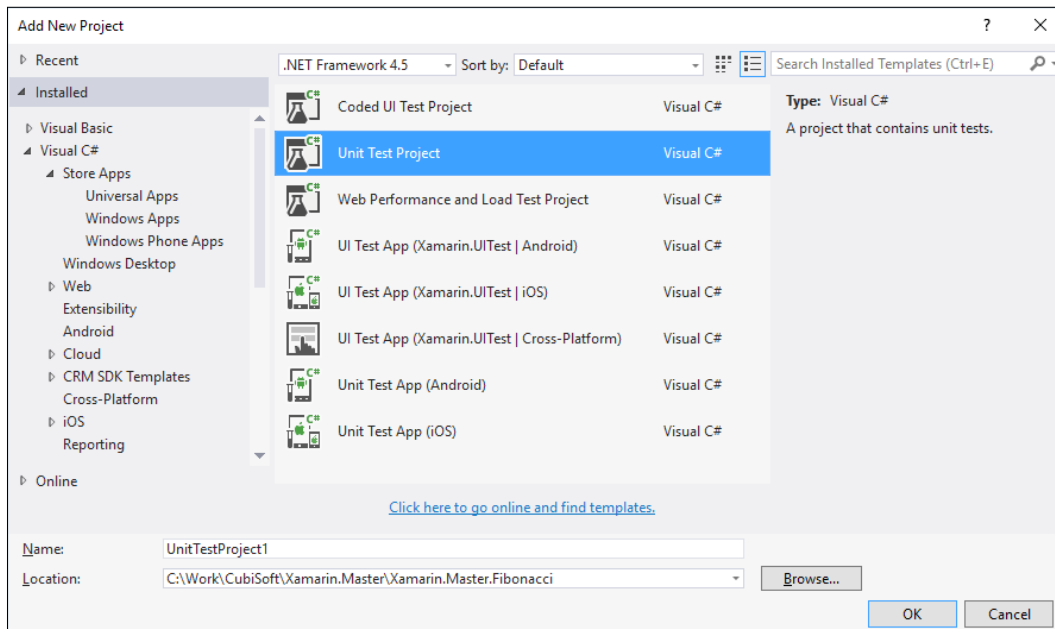 Add New Project ?
Recent
.NET Framework 4.5 Sort by: Default Search Installed Templates (Ctrl+E)
Installed
Visual Basic
Visual C#
Store Apps
Universal Apps
Windows Apps
Windows Phone Apps
Windows Desktop
Web
Extensibility
Android
Cloud
CRM SDK Templates
Cross-Platform
iOS
Reporting
Online
C# Coded UI Test Project Visual C#
C# Unit Test Project Visual C#
C# Web Performance and Load Test Project Visual C#
C# UI Test App (Xamarin.UITest | Android) Visual C#
C# UI Test App (Xamarin.UITest | iOS) Visual C#
UI Test App (Xamarin.UITest | Cross-Platform) Visual C#
C# Unit Test App (Android) Visual C#
C# Unit Test App (iOS) Visual C#
Type: Visual C#
A project that contains unit tests.
Click here to go online and find templates.
Name: UnitTestProject1
Location: C:\Work\CubiSoft\Xamarin.Master\Xamarin.Master.Fibonacci Browse...
OK Cancel